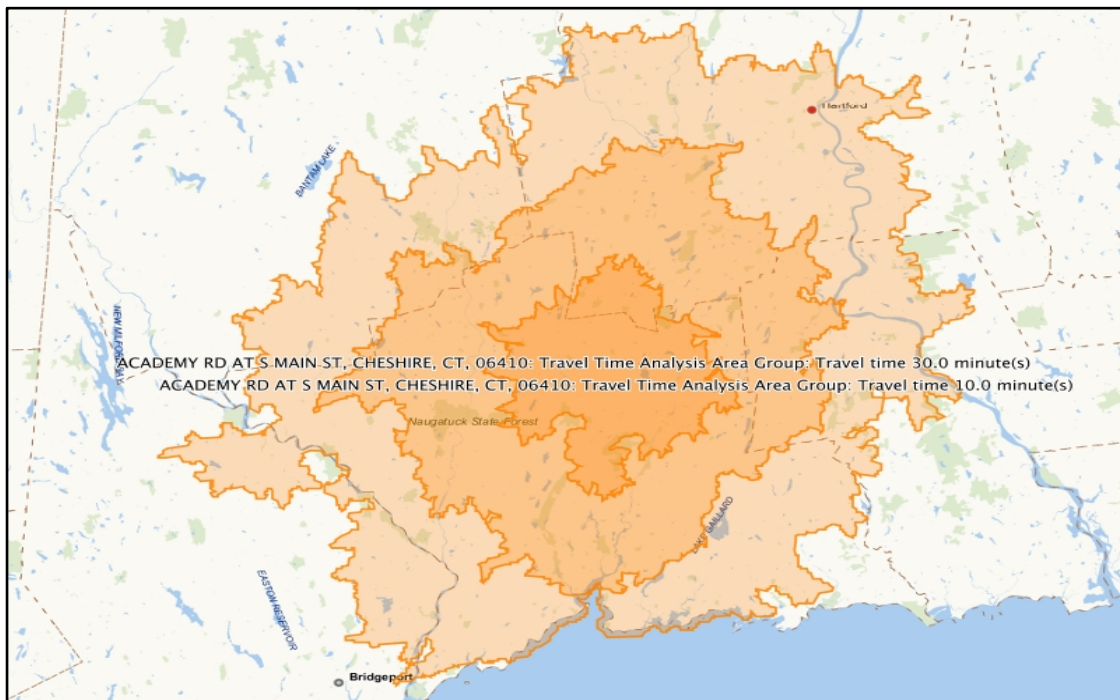 Hartford
BANTAM LAKE
ACADEMY RD AT S MAIN ST, CHESHIRE, CT, 06410: Travel Time Analysis Area Group: Travel time 30.0 minute(s)
ACADEMY RD AT S MAIN ST, CHESHIRE, CT, 06410: Travel Time Analysis Area Group: Travel time 10.0 minute(s)
Naugatuck State Forest
LAKE GAILLARD
EASTON RESERVOIR
Bridgeport